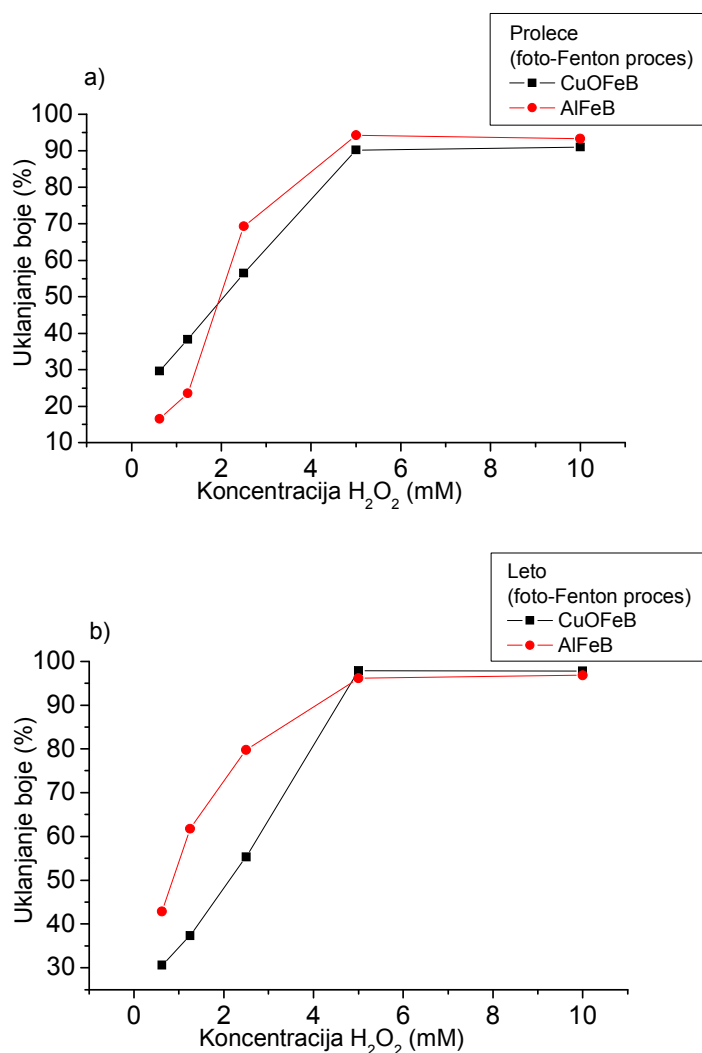 Prolece
(foto-Fenton proces)
CuOFeB
AlFeB
a)
100
90
80
70
60
50
40
30
20
10
Uklanjanje boje (%)
0 2 4 6 8 10
Koncentracija H₂O₂ (mM)
Leto
(foto-Fenton proces)
CuOFeB
AlFeB
b)
100
90
80
70
60
50
40
30
Uklanjanje boje (%)
0 2 4 6 8 10
Koncentracija H₂O₂ (mM)